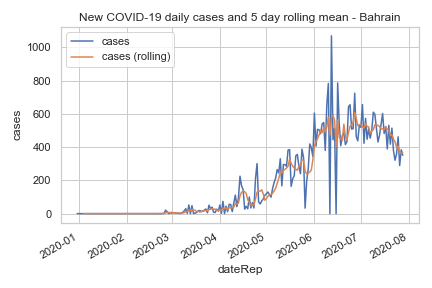 New COVID-19 daily cases and 5 day rolling mean - Bahrain
cases
cases (rolling)
1000
800
600
400
200
0
cases
2020-01
2020-02
2020-03
2020-04
2020-05
2020-06
2020-07
2020-08
dateRep